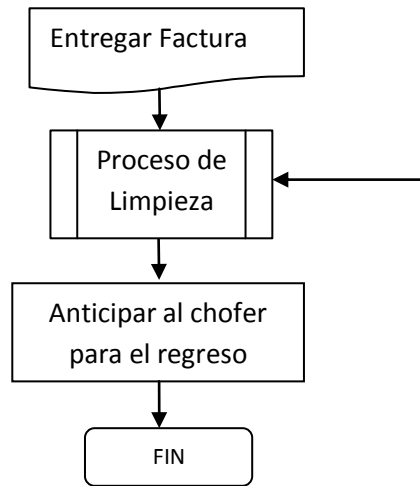 Entregar Factura
Proceso de
Limpieza
Anticipar al chofer
para el regreso
FIN